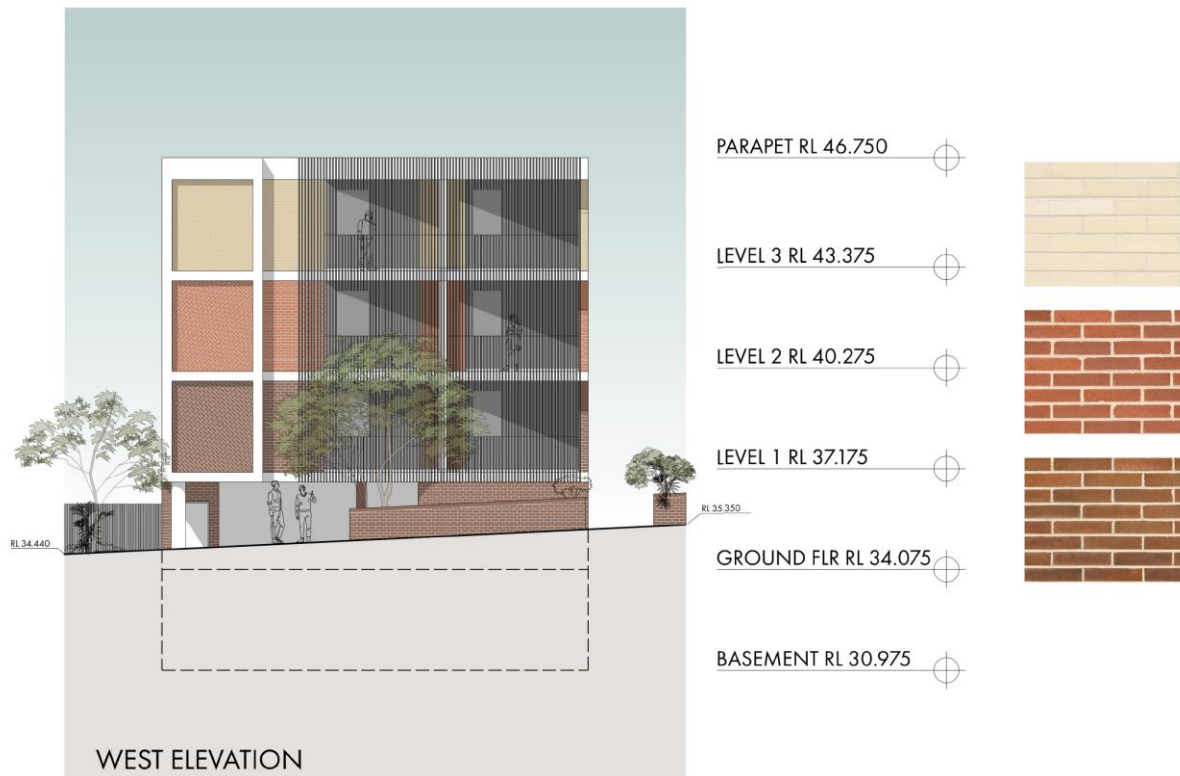 PARAPET RL 46.750
LEVEL 3 RL 43.375
LEVEL 2 RL 40.275
LEVEL 1 RL 37.175
RL 35.350
RL 34.440
GROUND FLR RL 34.075
BASEMENT RL 30.975
WEST ELEVATION